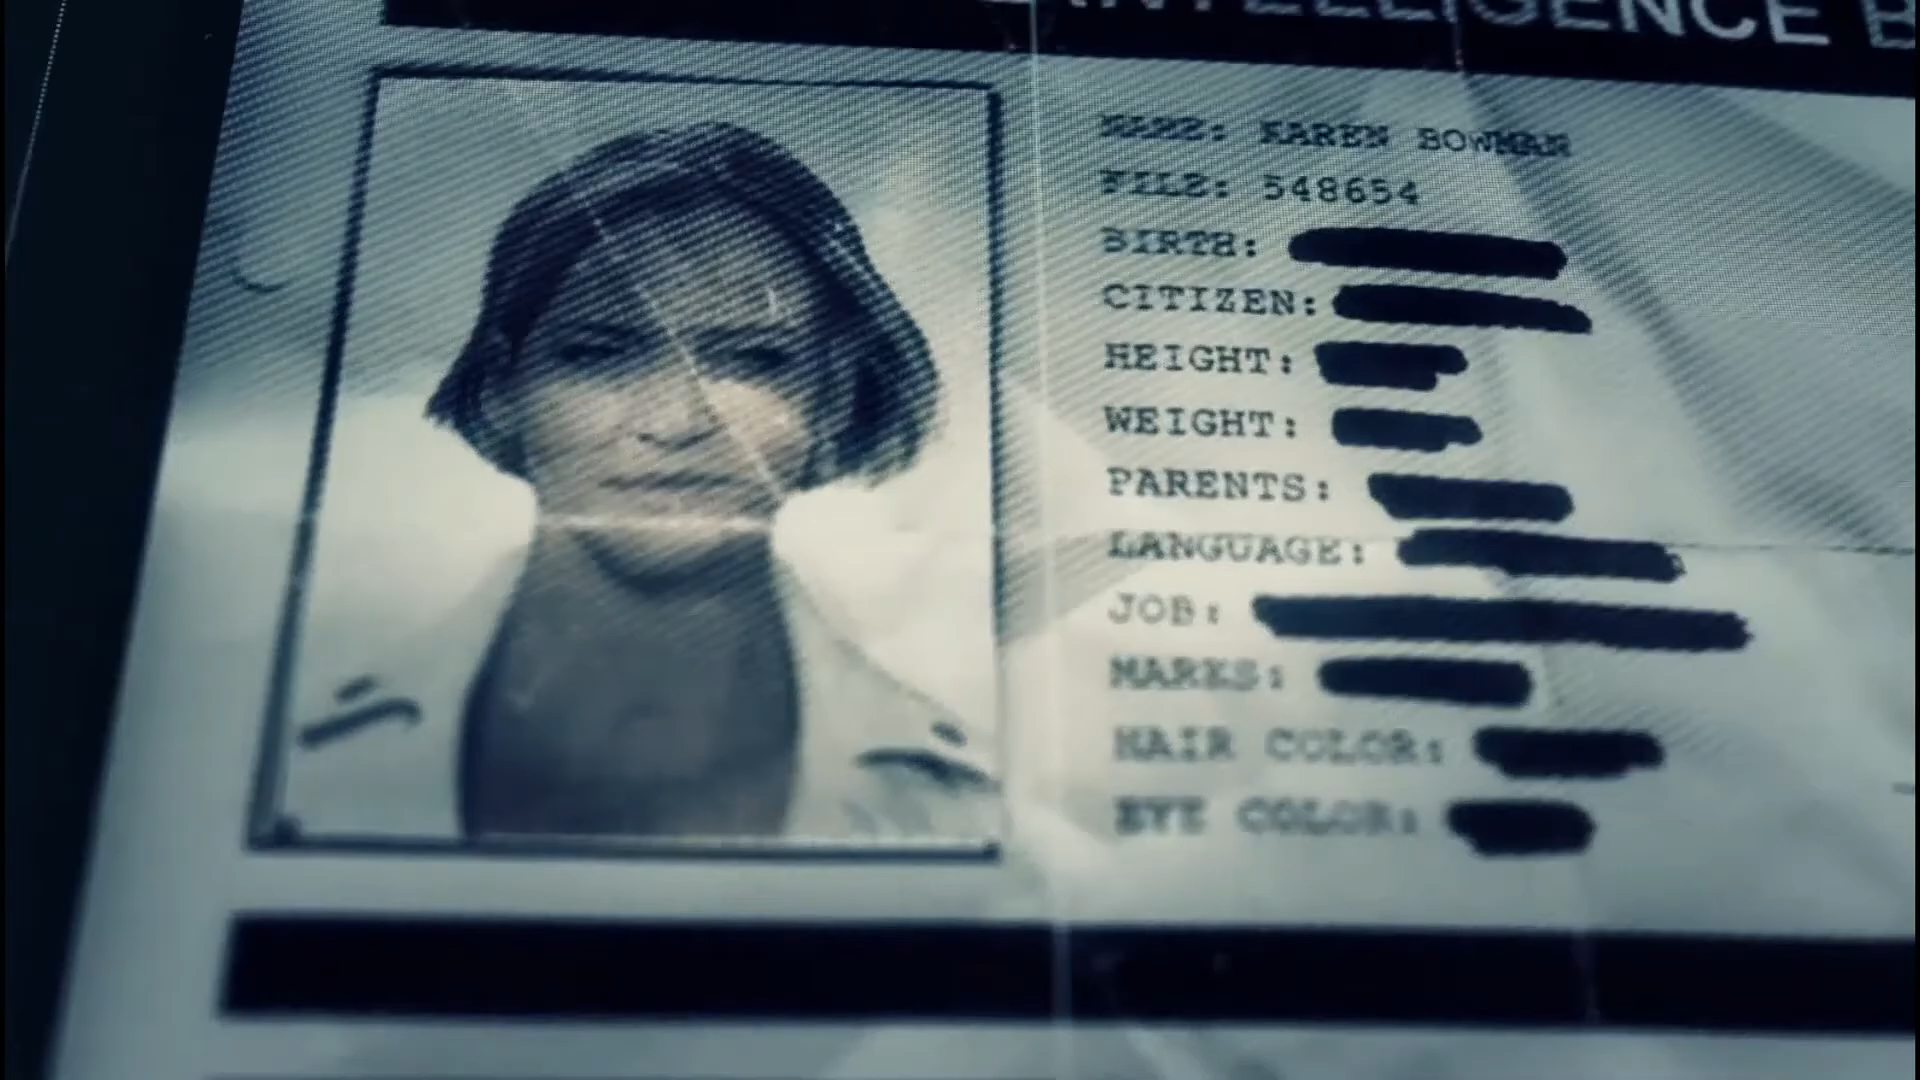 INTELLIGENCE B
NAME: KAREN BOWMAN
FILE: 548654
BIRTH:
CITIZEN:
HEIGHT:
WEIGHT:
PARENTS:
LANGUAGE:
JOB:
MARKS:
HAIR COLOR:
EYE COLOR: